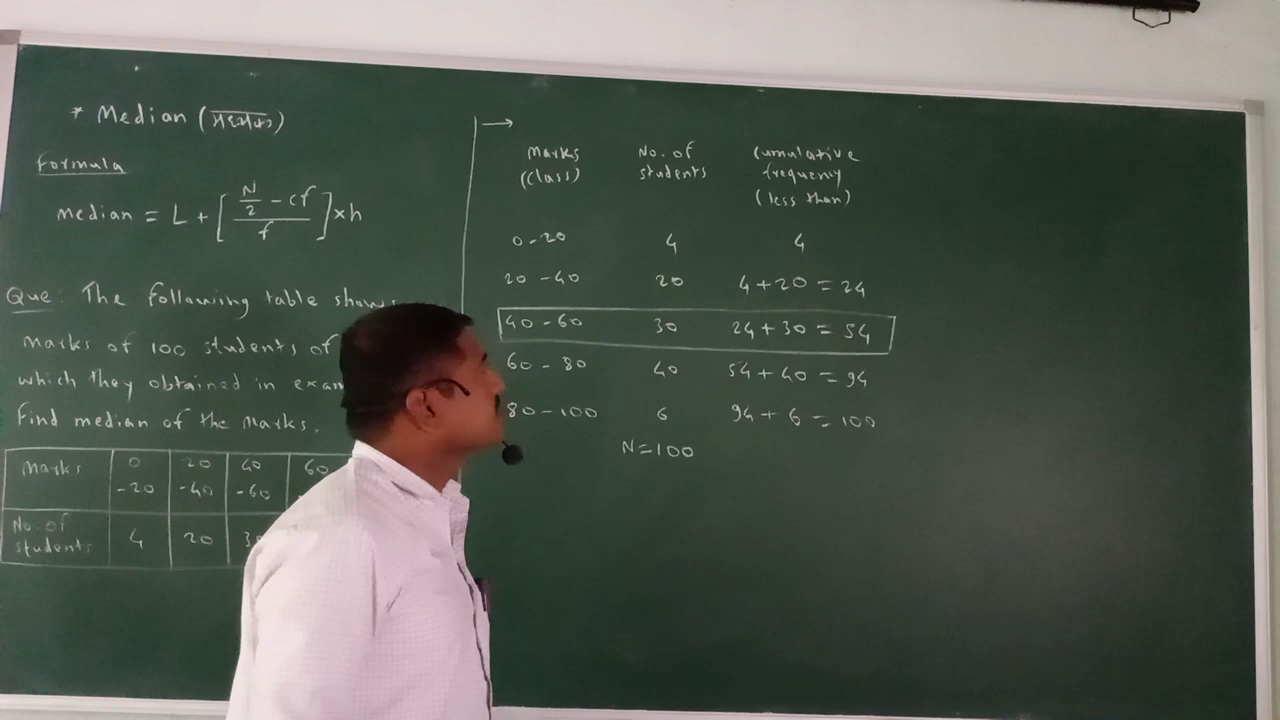 * Median (मध्यक)
Formula
median = L + [ (N/2 - cf) / f ] × h
Que: The following table shows
marks of 100 students of
which they obtained in exam
Find median of the marks.
Marks 0-20 20-40 40-60 60
No. of students 4 20
→
Marks (class) No. of students Cumulative frequency (less than)
0-20 4 4
20-40 20 4+20=24
40-60 30 24+30=54
60-80 40 54+40=94
80-100 6 94+6=100
N=100